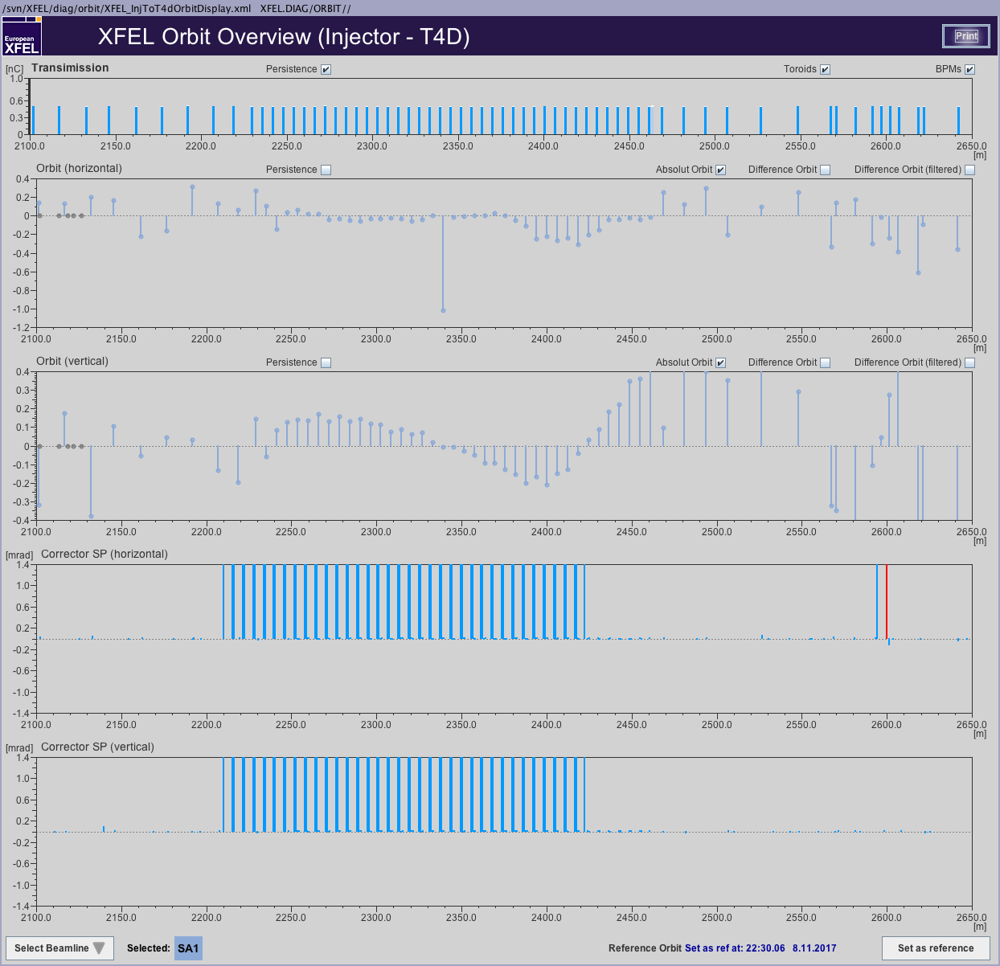 /svn/XFEL/diag/orbit/XFEL_InjToT4dOrbitDisplay.xml XFEL.DIAG/ORBIT//
European
XFEL
XFEL Orbit Overview (Injector - T4D)
Print
[nC] Transimission Persistence Toroids BPMs
1.0
0.6
0.3
0
2100.0 2150.0 2200.0 2250.0 2300.0 2350.0 2400.0 2450.0 2500.0 2550.0 2600.0 2650.0
[m]
Orbit (horizontal) Persistence Absolut Orbit Difference Orbit Difference Orbit (filtered)
0.4
0.2
0
-0.2
-0.4
-0.6
-0.8
-1.0
-1.2
2100.0 2150.0 2200.0 2250.0 2300.0 2350.0 2400.0 2450.0 2500.0 2550.0 2600.0 2650.0
[m]
Orbit (vertical) Persistence Absolut Orbit Difference Orbit Difference Orbit (filtered)
0.4
0.3
0.2
0.1
0
-0.1
-0.2
-0.3
-0.4
2100.0 2150.0 2200.0 2250.0 2300.0 2350.0 2400.0 2450.0 2500.0 2550.0 2600.0 2650.0
[m]
[mrad] Corrector SP (horizontal)
1.4
1.0
0.6
0.2
-0.2
-0.6
-1.0
-1.4
2100.0 2150.0 2200.0 2250.0 2300.0 2350.0 2400.0 2450.0 2500.0 2550.0 2600.0 2650.0
[m]
[mrad] Corrector SP (vertical)
1.4
1.0
0.6
0.2
-0.2
-0.6
-1.0
-1.4
2100.0 2150.0 2200.0 2250.0 2300.0 2350.0 2400.0 2450.0 2500.0 2550.0 2600.0 2650.0
[m]
Select Beamline Selected: SA1 Reference Orbit Set as ref at: 22:30.06 8.11.2017 Set as reference